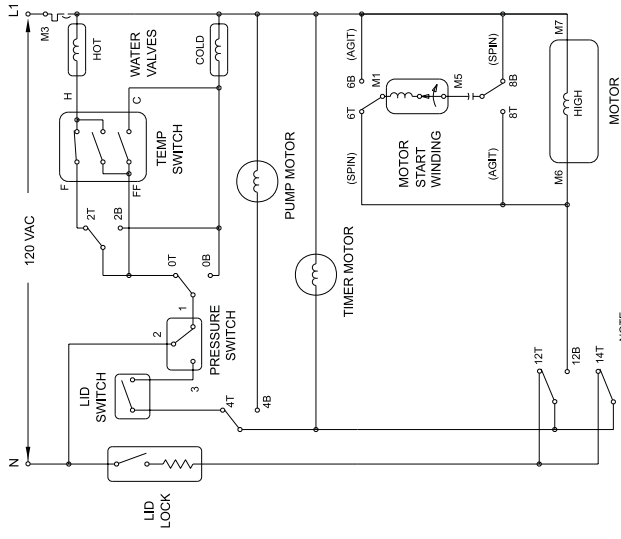 L1
M3
HOT
WATER
VALVES
COLD
H
C
TEMP
SWITCH
F
FF
2T
2B
0T
0B
1
2
3
PRESSURE
SWITCH
LID
SWITCH
4T
4B
120 VAC
N
LID
LOCK
PUMP MOTOR
TIMER MOTOR
(AGIT)
6B
6T
(SPIN)
M1
M5
MOTOR
START
WINDING
(SPIN)
8B
8T
(AGIT)
M7
HIGH
M6
MOTOR
12T
12B
14T